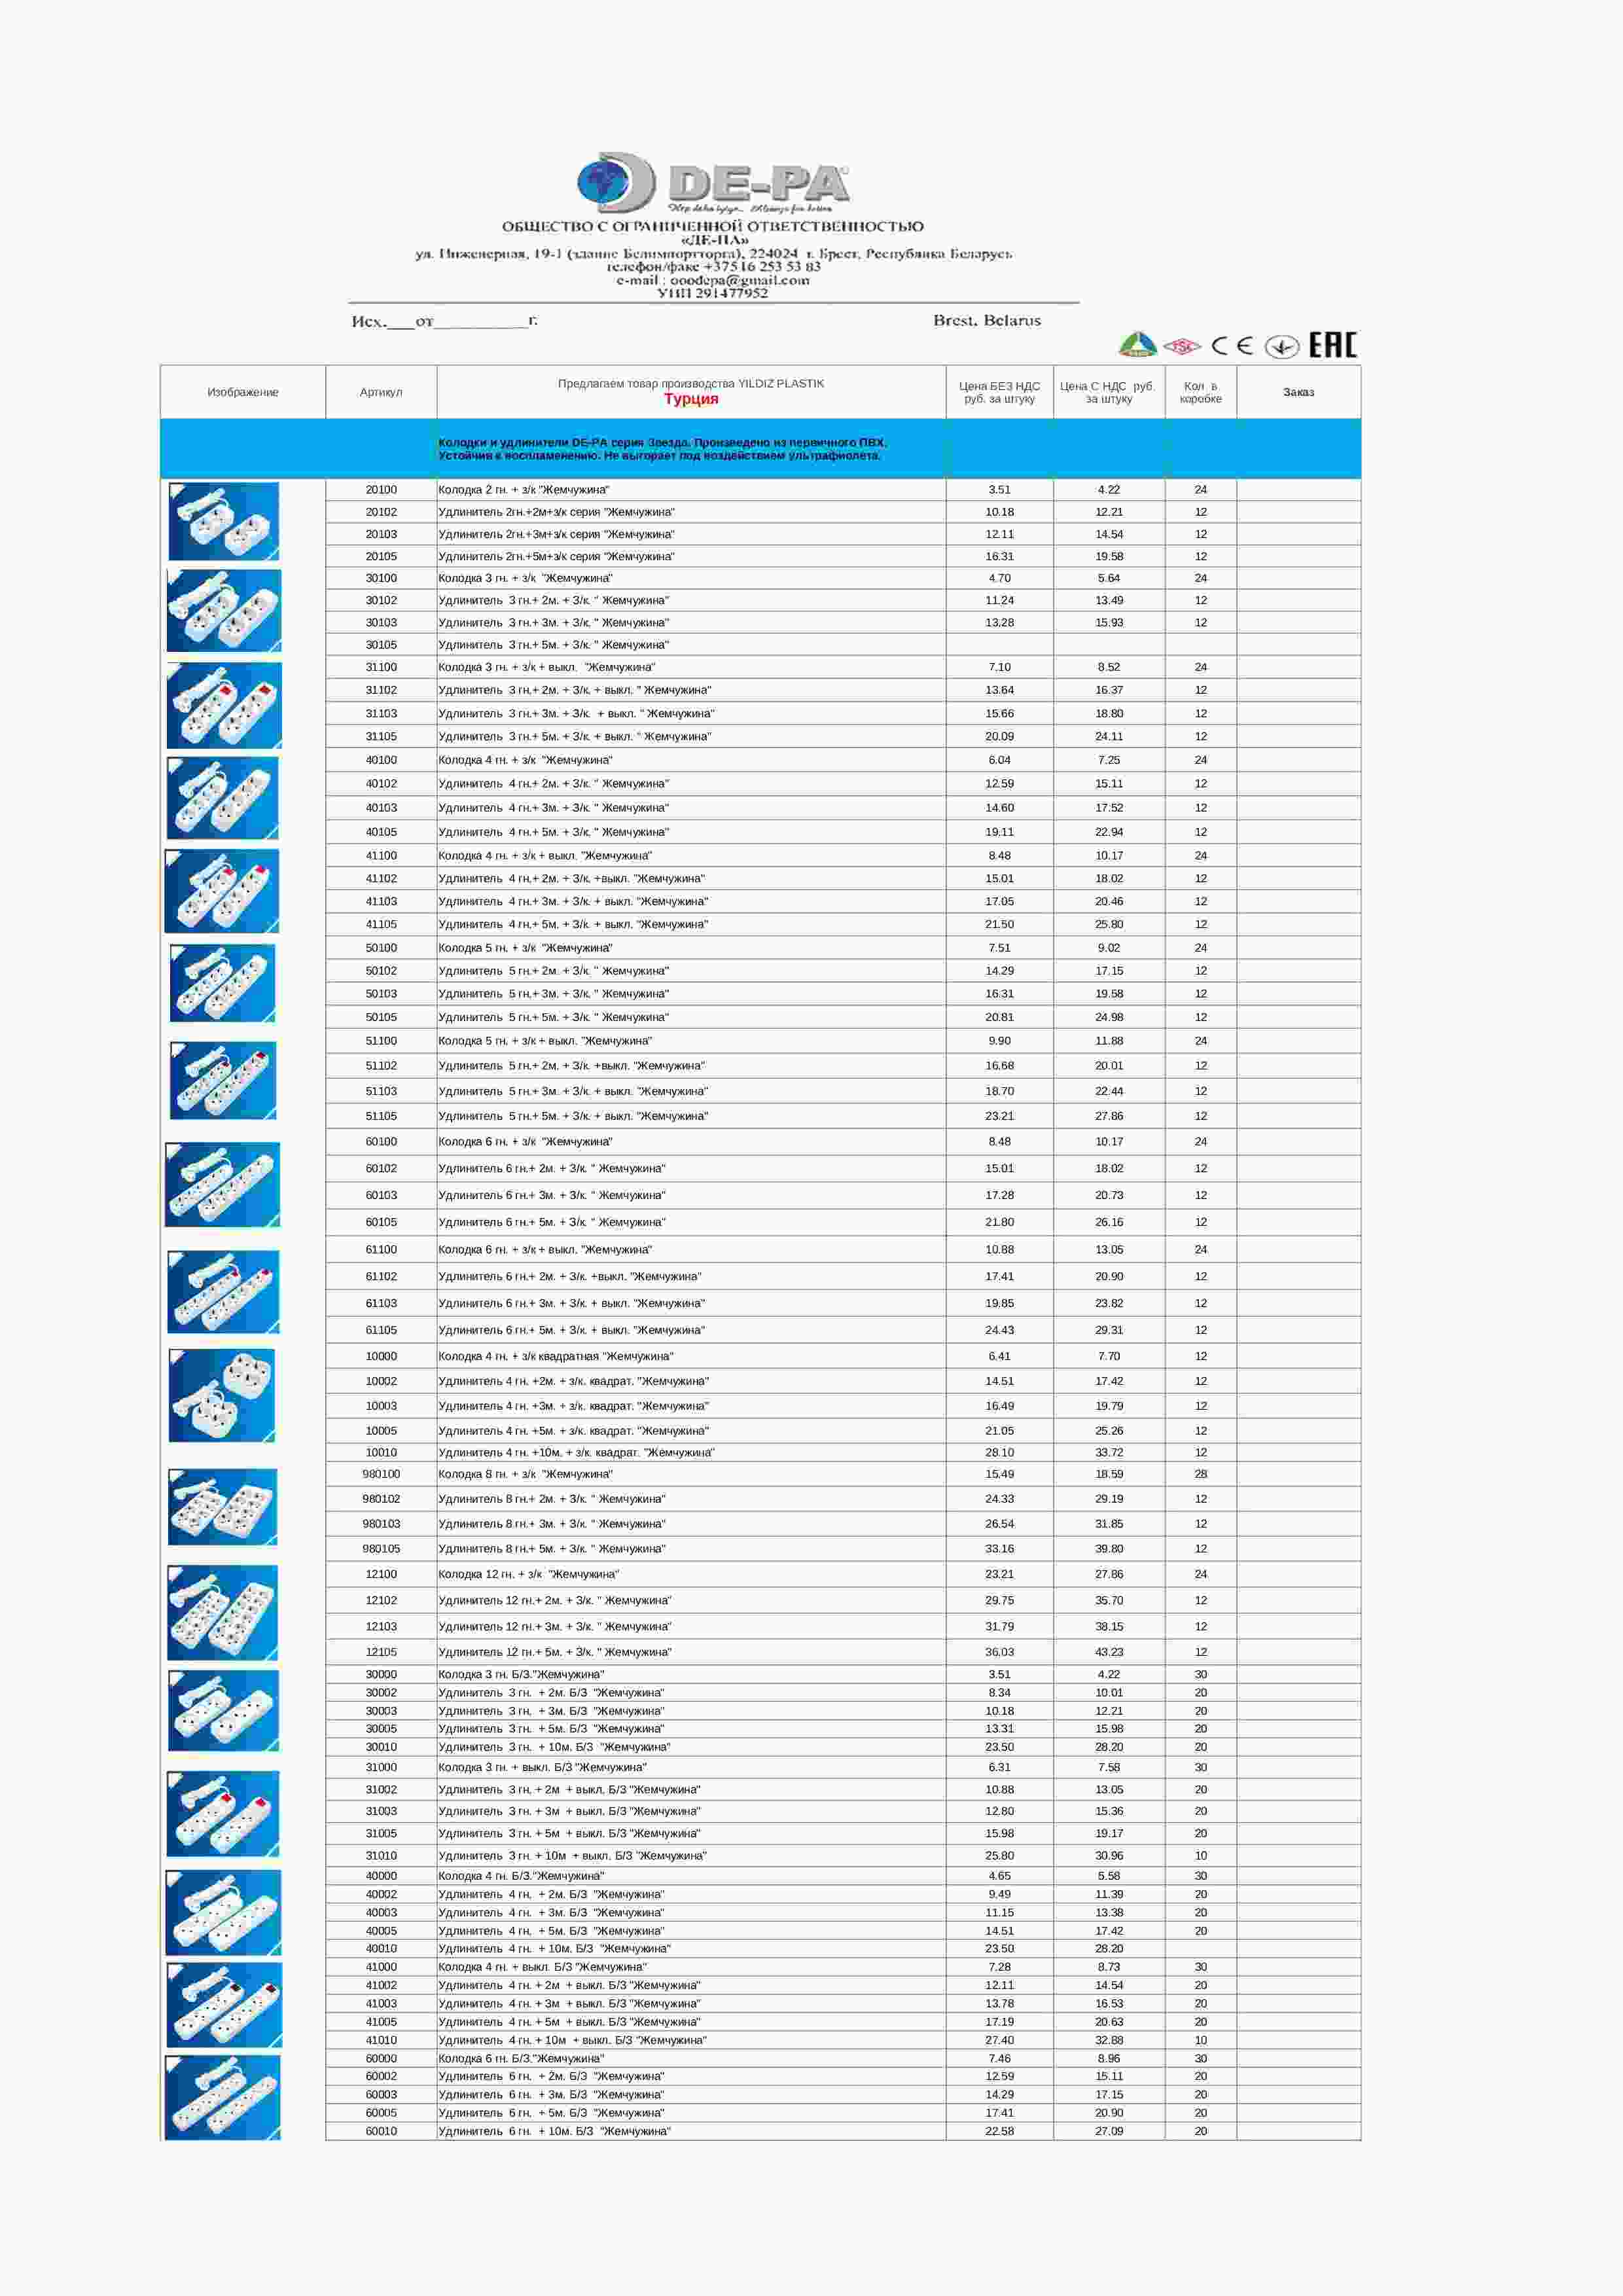 DE-PA
ОБЩЕСТВО С ОГРАНИЧЕННОЙ ОТВЕТСТВЕННОСТЬЮ
«ДЕ-ПА»
ул. Инженерная, 19-1 (здание Белимпортторга), 224024 г. Брест, Республика Беларусь
телефон/факс +37516 253 53 83
e-mail : ooodepa@gmail.com
УНП 291477952
Исх.___от___________г. Brest. Belarus
TSE CE EAC
Изображение Артикул Предлагаем товар производства YILDIZ PLASTIK Турция Цена БЕЗ НДС руб. за штуку Цена С НДС руб. за штуку Кол в коробке Заказ
Колодки и удлинители DE-PA серия Звезда. Произведено из первичного ПВХ.
Устойчив к воспламенению. Не выгорает под воздействием ультрафиолета.
20100 Колодка 2 гн. + з/к "Жемчужина" 3.51 4.22 24
20102 Удлинитель 2гн.+2м+з/к серия "Жемчужина" 10.18 12.21 12
20103 Удлинитель 2гн.+3м+з/к серия "Жемчужина" 12.11 14.54 12
20105 Удлинитель 2гн.+5м+з/к серия "Жемчужина" 16.31 19.58 12
30100 Колодка 3 гн. + з/к "Жемчужина" 4.70 5.64 24
30102 Удлинитель 3 гн.+ 2м. + З/к. " Жемчужина" 11.24 13.49 12
30103 Удлинитель 3 гн.+ 3м. + З/к. " Жемчужина" 13.28 15.93 12
30105 Удлинитель 3 гн.+ 5м. + З/к. " Жемчужина"
31100 Колодка 3 гн. + з/к + выкл. "Жемчужина" 7.10 8.52 24
31102 Удлинитель 3 гн.+ 2м. + З/к. + выкл. " Жемчужина" 13.64 16.37 12
31103 Удлинитель 3 гн.+ 3м. + З/к. + выкл. " Жемчужина" 15.66 18.80 12
31105 Удлинитель 3 гн.+ 5м. + З/к. + выкл. " Жемчужина" 20.09 24.11 12
40100 Колодка 4 гн. + з/к "Жемчужина" 6.04 7.25 24
40102 Удлинитель 4 гн.+ 2м. + З/к. " Жемчужина" 12.59 15.11 12
40103 Удлинитель 4 гн.+ 3м. + З/к. " Жемчужина" 14.60 17.52 12
40105 Удлинитель 4 гн.+ 5м. + З/к. " Жемчужина" 19.11 22.94 12
41100 Колодка 4 гн. + з/к + выкл. "Жемчужина" 8.48 10.17 24
41102 Удлинитель 4 гн.+ 2м. + З/к. +выкл. "Жемчужина" 15.01 18.02 12
41103 Удлинитель 4 гн.+ 3м. + З/к. + выкл. "Жемчужина" 17.05 20.46 12
41105 Удлинитель 4 гн.+ 5м. + З/к. + выкл. "Жемчужина" 21.50 25.80 12
50100 Колодка 5 гн. + з/к "Жемчужина" 7.51 9.02 24
50102 Удлинитель 5 гн.+ 2м. + З/к. " Жемчужина" 14.29 17.15 12
50103 Удлинитель 5 гн.+ 3м. + З/к. " Жемчужина" 16.31 19.58 12
50105 Удлинитель 5 гн.+ 5м. + З/к. " Жемчужина" 20.81 24.98 12
51100 Колодка 5 гн. + з/к + выкл. "Жемчужина" 9.90 11.88 24
51102 Удлинитель 5 гн.+ 2м. + З/к. +выкл. "Жемчужина" 16.68 20.01 12
51103 Удлинитель 5 гн.+ 3м. + З/к. + выкл. "Жемчужина" 18.70 22.44 12
51105 Удлинитель 5 гн.+ 5м. + З/к. + выкл. "Жемчужина" 23.21 27.86 12
60100 Колодка 6 гн. + з/к "Жемчужина" 8.48 10.17 24
60102 Удлинитель 6 гн.+ 2м. + З/к. " Жемчужина" 15.01 18.02 12
60103 Удлинитель 6 гн.+ 3м. + З/к. " Жемчужина" 17.28 20.73 12
60105 Удлинитель 6 гн.+ 5м. + З/к. " Жемчужина" 21.80 26.16 12
61100 Колодка 6 гн. + з/к + выкл. "Жемчужина" 10.88 13.05 24
61102 Удлинитель 6 гн.+ 2м. + З/к. +выкл. "Жемчужина" 17.41 20.90 12
61103 Удлинитель 6 гн.+ 3м. + З/к. + выкл. "Жемчужина" 19.85 23.82 12
61105 Удлинитель 6 гн.+ 5м. + З/к. + выкл. "Жемчужина" 24.43 29.31 12
10000 Колодка 4 гн. + з/к квадратная "Жемчужина" 6.41 7.70 12
10002 Удлинитель 4 гн. +2м. + з/к. квадрат. "Жемчужина" 14.51 17.42 12
10003 Удлинитель 4 гн. +3м. + з/к. квадрат. "Жемчужина" 16.49 19.79 12
10005 Удлинитель 4 гн. +5м. + з/к. квадрат. "Жемчужина" 21.05 25.26 12
10010 Удлинитель 4 гн. +10м. + з/к. квадрат. "Жемчужина" 28.10 33.72 12
980100 Колодка 8 гн. + з/к "Жемчужина" 15.49 18.59 28
980102 Удлинитель 8 гн.+ 2м. + З/к. " Жемчужина" 24.33 29.19 12
980103 Удлинитель 8 гн.+ 3м. + З/к. " Жемчужина" 26.54 31.85 12
980105 Удлинитель 8 гн.+ 5м. + З/к. " Жемчужина" 33.16 39.80 12
12100 Колодка 12 гн. + з/к "Жемчужина" 23.21 27.86 24
12102 Удлинитель 12 гн.+ 2м. + З/к. " Жемчужина" 29.75 35.70 12
12103 Удлинитель 12 гн.+ 3м. + З/к. " Жемчужина" 31.79 38.15 12
12105 Удлинитель 12 гн.+ 5м. + З/к. " Жемчужина" 36.03 43.23 12
30000 Колодка 3 гн. Б/З."Жемчужина" 3.51 4.22 30
30002 Удлинитель 3 гн. + 2м. Б/З "Жемчужина" 8.34 10.01 20
30003 Удлинитель 3 гн. + 3м. Б/З "Жемчужина" 10.18 12.21 20
30005 Удлинитель 3 гн. + 5м. Б/З "Жемчужина" 13.31 15.98 20
30010 Удлинитель 3 гн. + 10м. Б/З "Жемчужина" 23.50 28.20 20
31000 Колодка 3 гн. + выкл. Б/З "Жемчужина" 6.31 7.58 30
31002 Удлинитель 3 гн. + 2м + выкл. Б/З "Жемчужина" 10.88 13.05 20
31003 Удлинитель 3 гн. + 3м + выкл. Б/З "Жемчужина" 12.80 15.36 20
31005 Удлинитель 3 гн. + 5м + выкл. Б/З "Жемчужина" 15.98 19.17 20
31010 Удлинитель 3 гн. + 10м + выкл. Б/З "Жемчужина" 25.80 30.96 10
40000 Колодка 4 гн. Б/З."Жемчужина" 4.65 5.58 30
40002 Удлинитель 4 гн. + 2м. Б/З "Жемчужина" 9.49 11.39 20
40003 Удлинитель 4 гн. + 3м. Б/З "Жемчужина" 11.15 13.38 20
40005 Удлинитель 4 гн. + 5м. Б/З "Жемчужина" 14.51 17.42 20
40010 Удлинитель 4 гн. + 10м. Б/З "Жемчужина" 23.50 28.20
41000 Колодка 4 гн. + выкл. Б/З "Жемчужина" 7.28 8.73 30
41002 Удлинитель 4 гн. + 2м + выкл. Б/З "Жемчужина" 12.11 14.54 20
41003 Удлинитель 4 гн. + 3м + выкл. Б/З "Жемчужина" 13.78 16.53 20
41005 Удлинитель 4 гн. + 5м + выкл. Б/З "Жемчужина" 17.19 20.63 20
41010 Удлинитель 4 гн. + 10м + выкл. Б/З "Жемчужина" 27.40 32.88 10
60000 Колодка 6 гн. Б/З."Жемчужина" 7.46 8.96 30
60002 Удлинитель 6 гн. + 2м. Б/З "Жемчужина" 12.59 15.11 20
60003 Удлинитель 6 гн. + 3м. Б/З "Жемчужина" 14.29 17.15 20
60005 Удлинитель 6 гн. + 5м. Б/З "Жемчужина" 17.41 20.90 20
60010 Удлинитель 6 гн. + 10м. Б/З "Жемчужина" 22.58 27.09 20